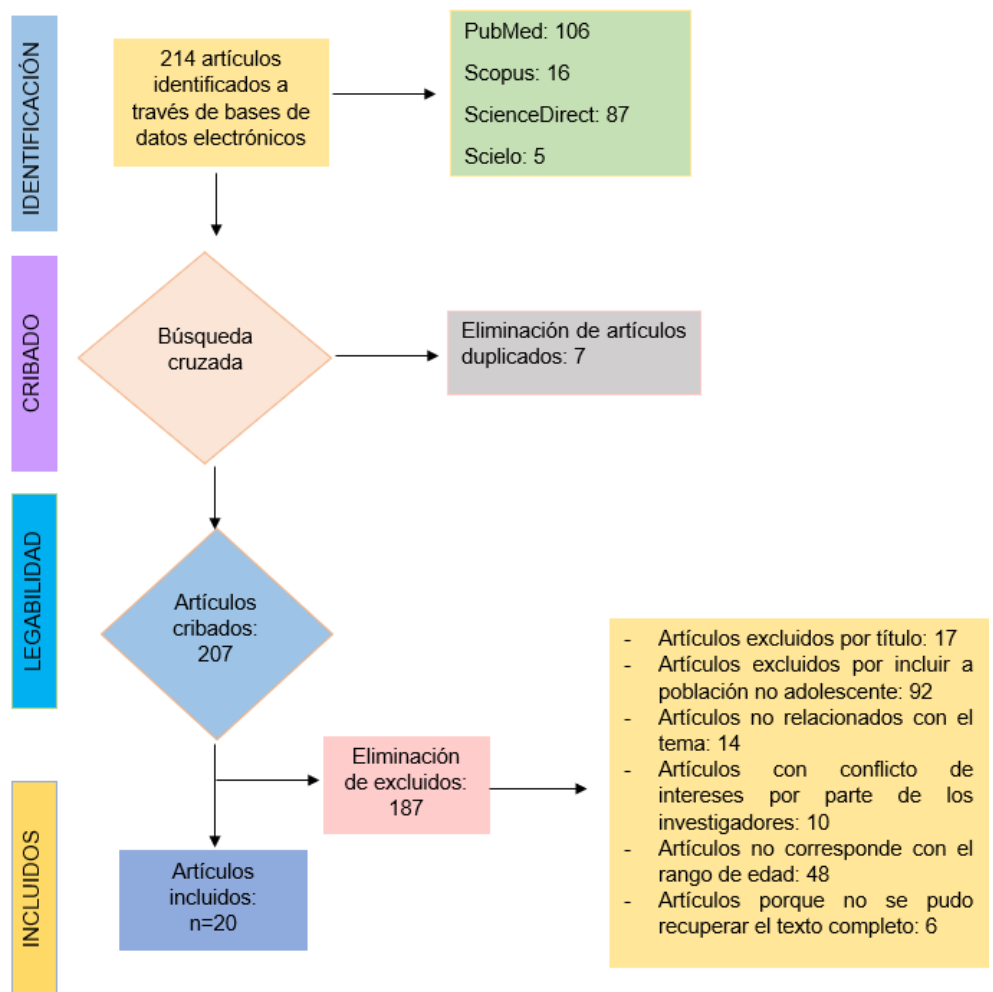 IDENTIFICACIÓN
214 artículos
identificados a
través de bases de
datos electrónicos
PubMed: 106
Scopus: 16
ScienceDirect: 87
Scielo: 5
CRIBADO
Búsqueda
cruzada
Eliminación de artículos
duplicados: 7
LEGABILIDAD
Artículos
cribados:
207
Eliminación
de excluidos:
187
- Artículos excluidos por título: 17
- Artículos excluidos por incluir a
población no adolescente: 92
- Artículos no relacionados con el
tema: 14
- Artículos con conflicto de
intereses por parte de los
investigadores: 10
- Artículos no corresponde con el
rango de edad: 48
- Artículos porque no se pudo
recuperar el texto completo: 6
INCLUIDOS
Artículos
incluidos:
n=20